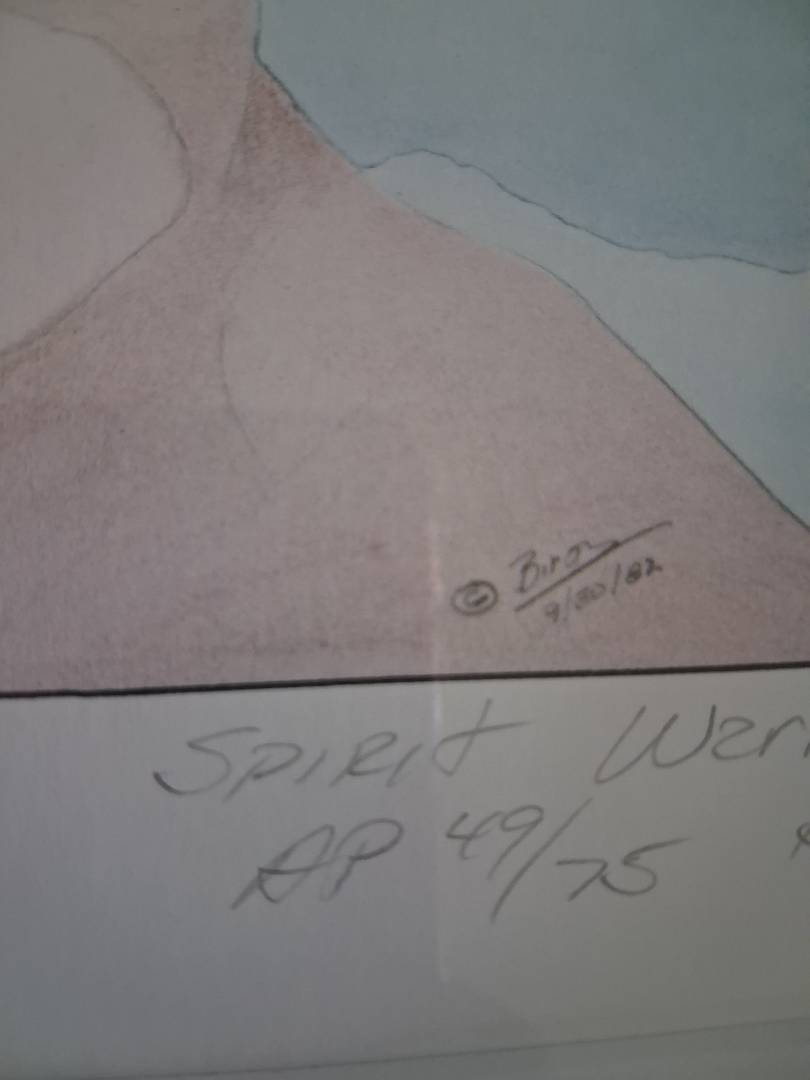 © Biron
9/30/82
SPIRIT
AP 49/75